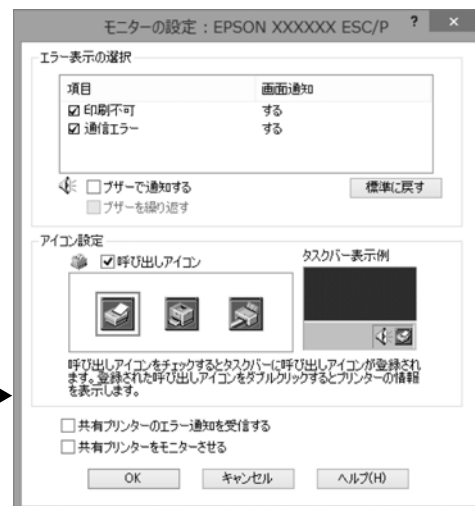 モニターの設定：EPSON XXXXXX ESC/P ? ×
エラー表示の選択
項目 画面通知
印刷不可 する
通信エラー する
ブザーで通知する 標準に戻す
ブザーを繰り返す
アイコン設定
呼び出しアイコン タスクバー表示例
呼び出しアイコンをチェックするとタスクバーに呼び出しアイコンが登録され
ます。登録された呼び出しアイコンをダブルクリックするとプリンターの情報
を表示します。
共有プリンターのエラー通知を受信する
共有プリンターをモニターさせる
OK キャンセル ヘルプ(H)